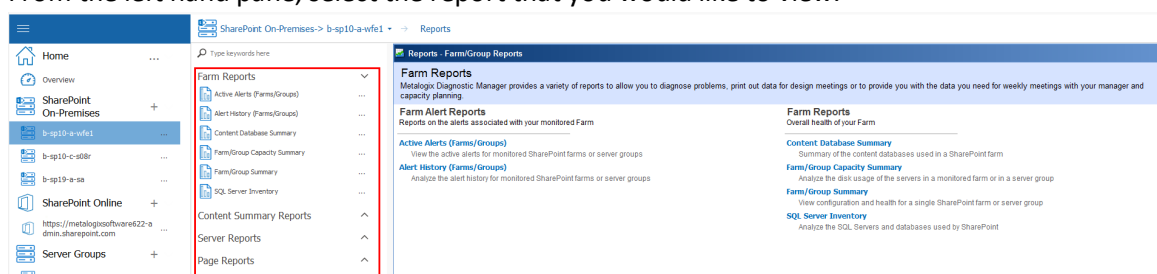 From the left hand pane, select the report that you would like to view.
SharePoint On-Premises-> b-sp10-a-wfe1 → Reports
Home ...
Overview
SharePoint
On-Premises +
b-sp10-a-wfe1 ...
b-sp10-c-s08r ...
b-sp19-a-sa ...
SharePoint Online +
https://metalogixsoftware622-a
dmin.sharepoint.com ...
Server Groups +
Type keywords here
Farm Reports
Active Alerts (Farms/Groups) ...
Alert History (Farms/Groups) ...
Content Database Summary ...
Farm/Group Capacity Summary ...
Farm/Group Summary ...
SQL Server Inventory ...
Content Summary Reports
Server Reports
Page Reports
Reports - Farm/Group Reports
Farm Reports
Metalogix Diagnostic Manager provides a variety of reports to allow you to diagnose problems, print out data for design meetings or to provide you with the data you need for weekly meetings with your manager and
capacity planning.
Farm Alert Reports
Reports on the alerts associated with your monitored Farm
Active Alerts (Farms/Groups)
View the active alerts for monitored SharePoint farms or server groups
Alert History (Farms/Groups)
Analyze the alert history for monitored SharePoint farms or server groups
Farm Reports
Overall health of your Farm
Content Database Summary
Summary of the content databases used in a SharePoint farm
Farm/Group Capacity Summary
Analyze the disk usage of the servers in a monitored farm or in a server group
Farm/Group Summary
View configuration and health for a single SharePoint farm or server group
SQL Server Inventory
Analyze the SQL Servers and databases used by SharePoint